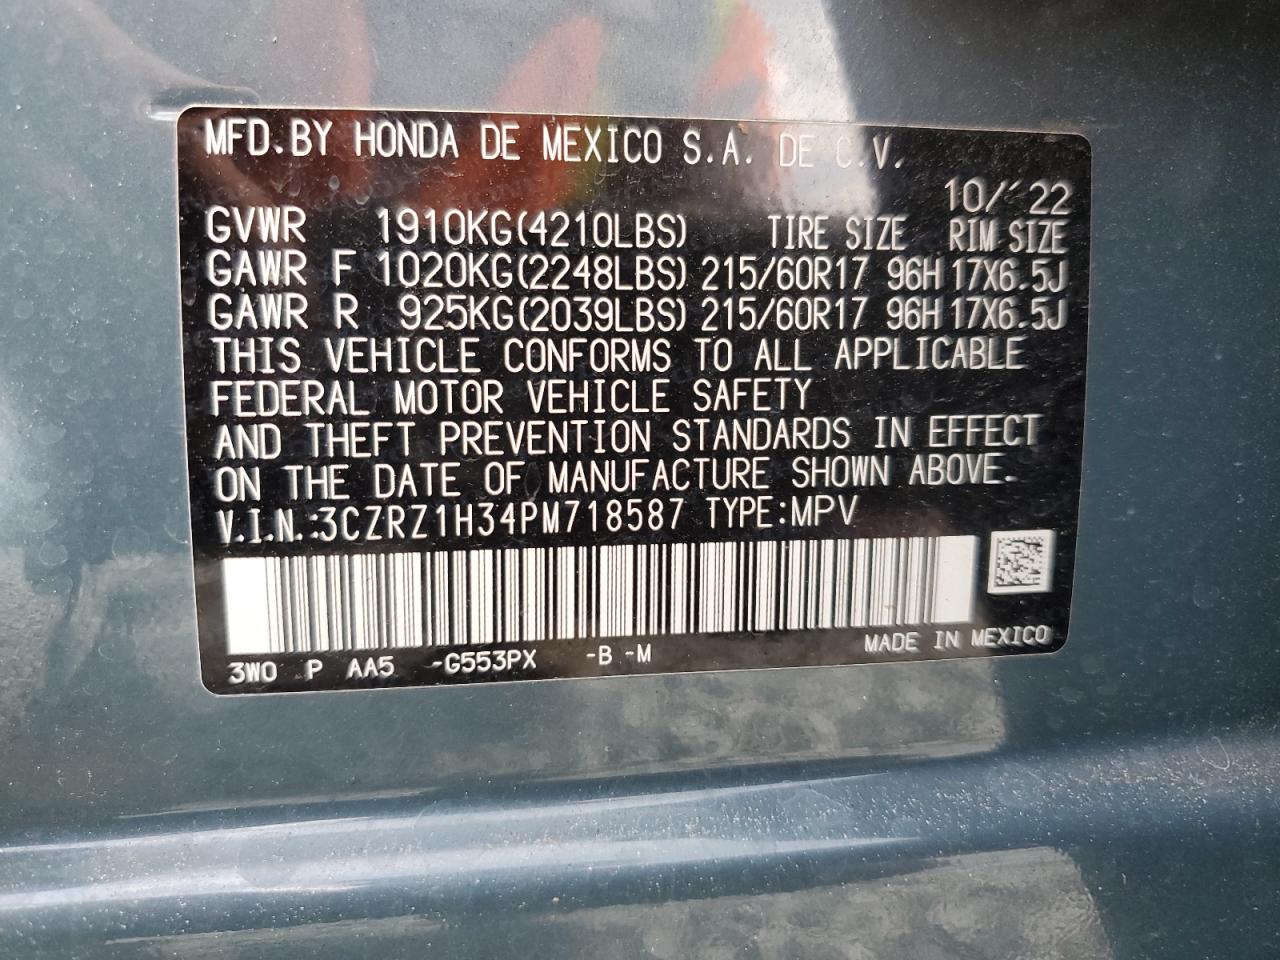 MFD.BY HONDA DE MEXICO S.A. DE C.V.
10/'22
GVWR 1910KG(4210LBS) TIRE SIZE RIM SIZE
GAWR F 1020KG(2248LBS) 215/60R17 96H 17X6.5J
GAWR R 925KG(2039LBS) 215/60R17 96H 17X6.5J
THIS VEHICLE CONFORMS TO ALL APPLICABLE
FEDERAL MOTOR VEHICLE SAFETY
AND THEFT PREVENTION STANDARDS IN EFFECT
ON THE DATE OF MANUFACTURE SHOWN ABOVE.
V.I.N.:3CZRZ1H34PM718587 TYPE:MPV
3W0 P AA5 -G553PX -B -M MADE IN MEXICO